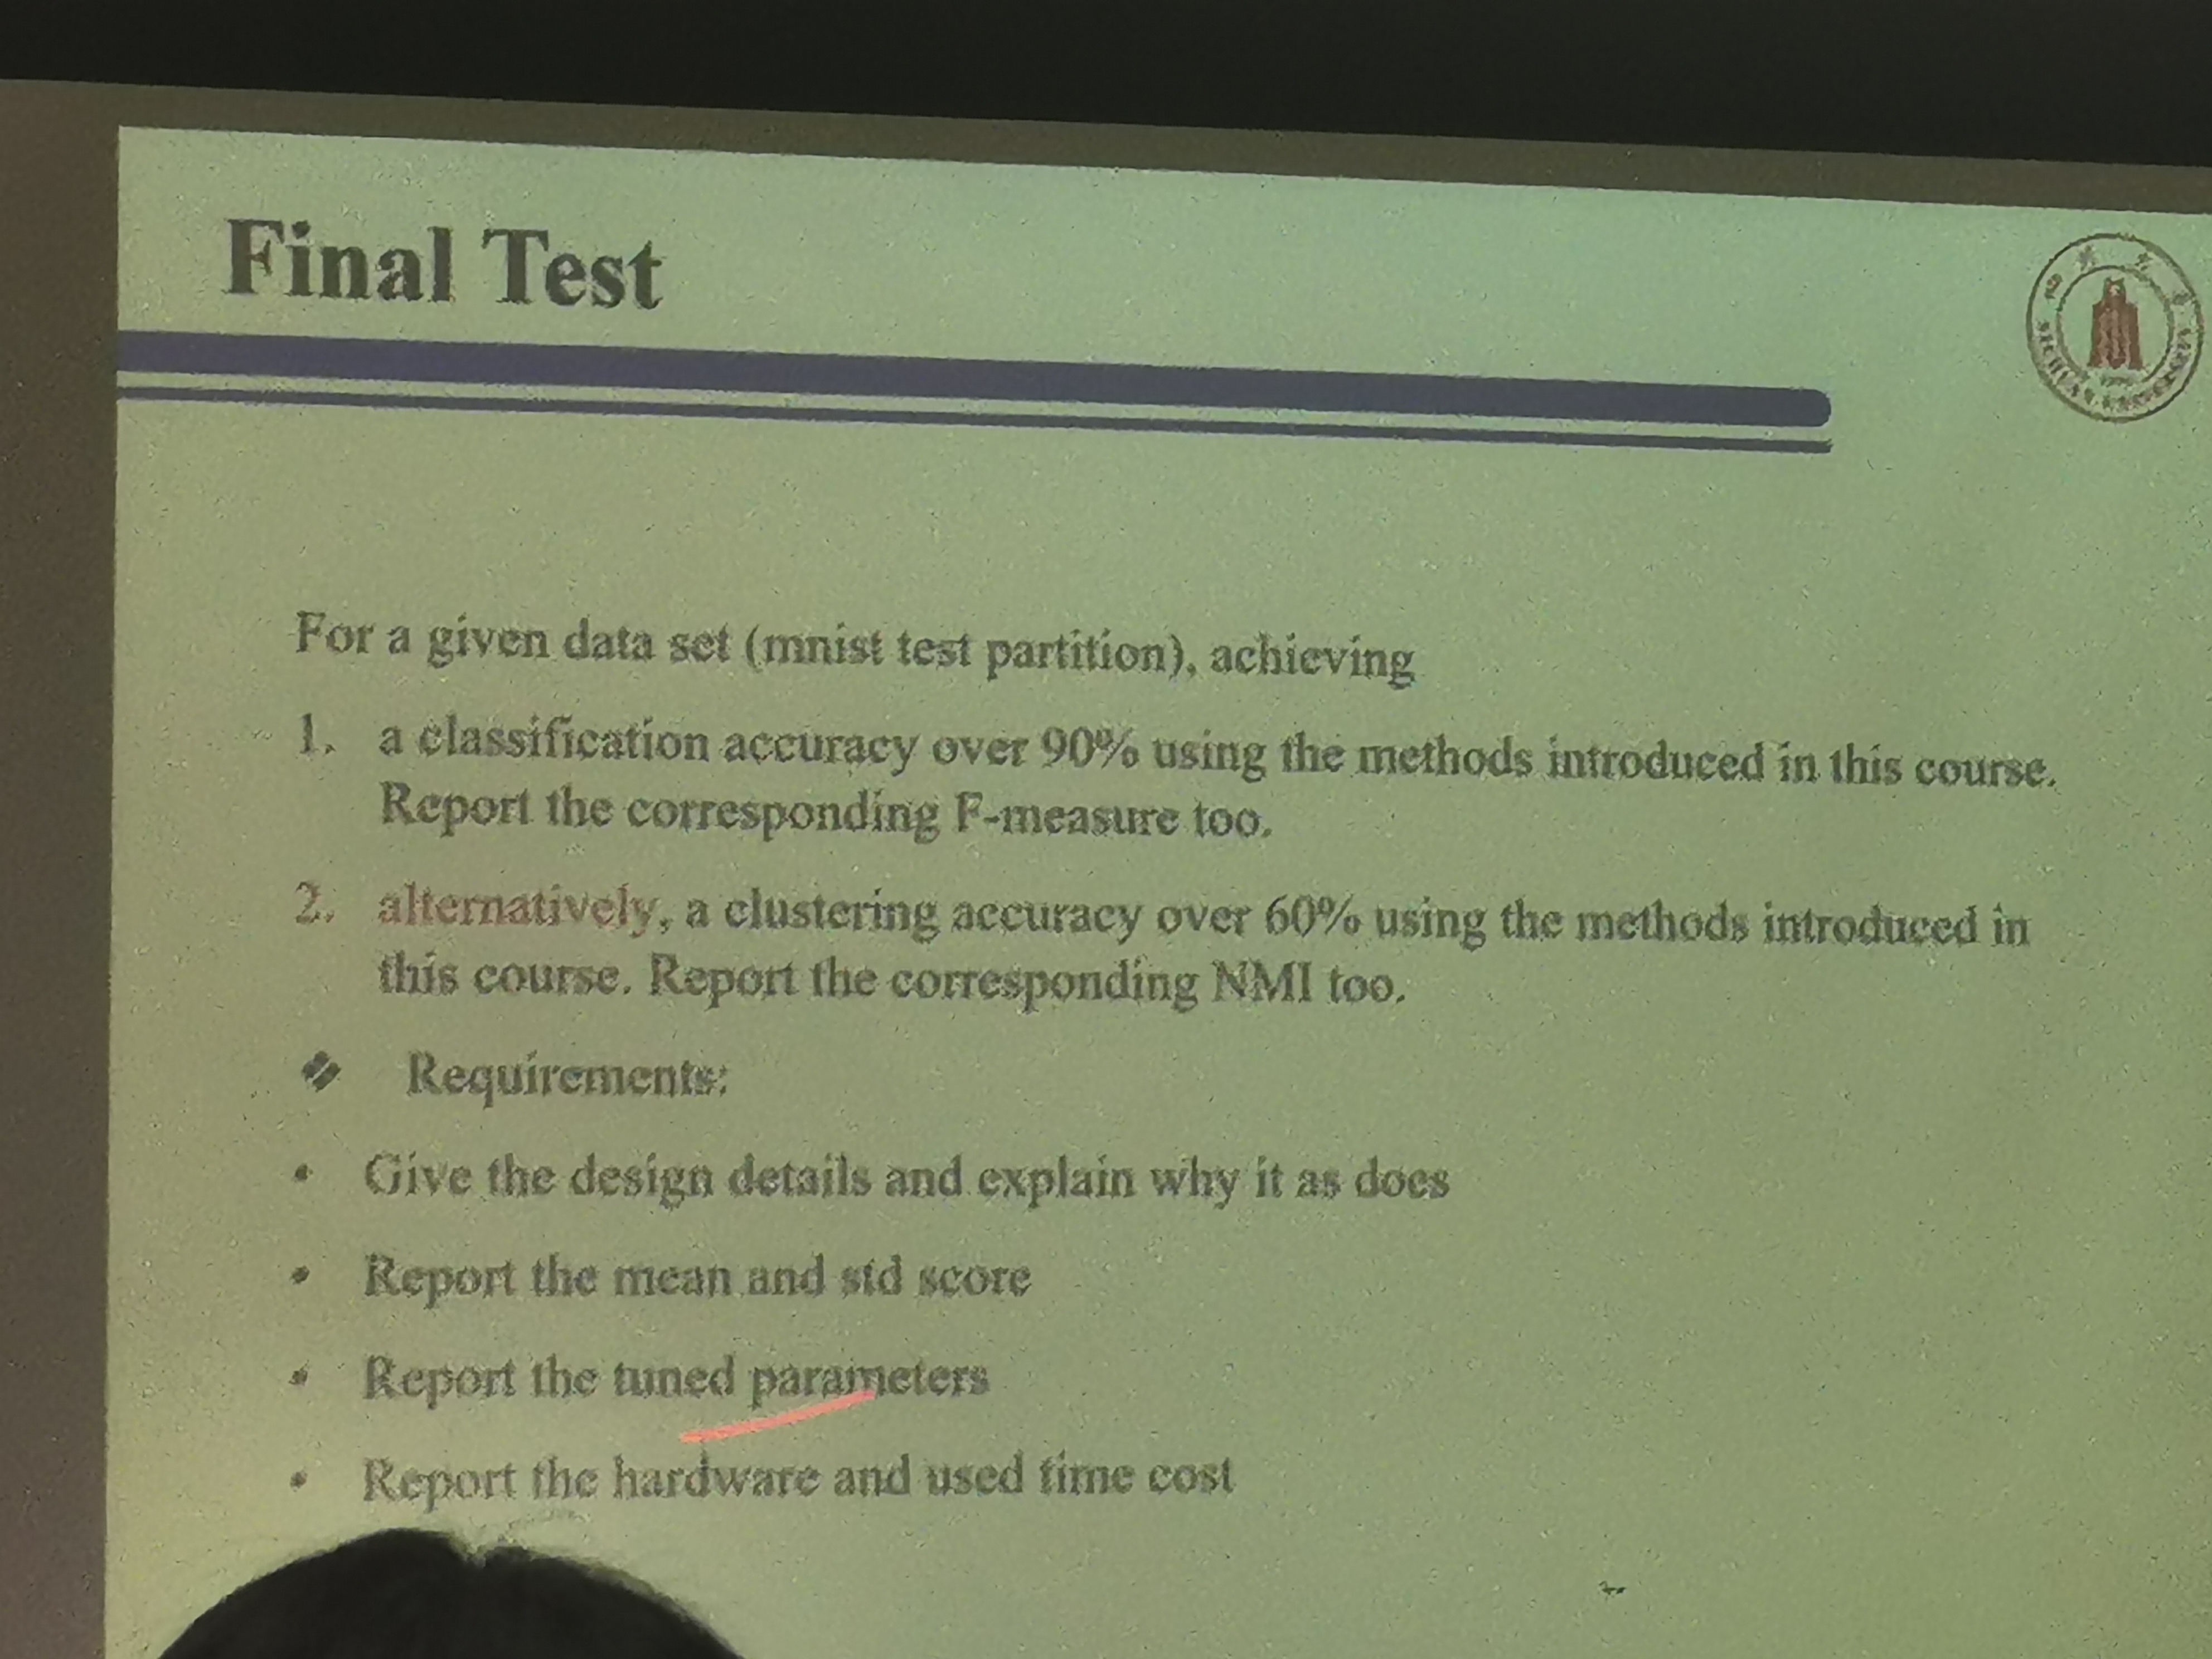 Final Test
For a given data set (mnist test partition), achieving
1. a classification accuracy over 90% using the methods introduced in this course.
Report the corresponding F-measure too.
2. alternatively, a clustering accuracy over 60% using the methods introduced in
this course. Report the corresponding NMI too.
❖ Requirements:
• Give the design details and explain why it as does
• Report the mean and std score
• Report the tuned parameters
• Report the hardware and used time cost